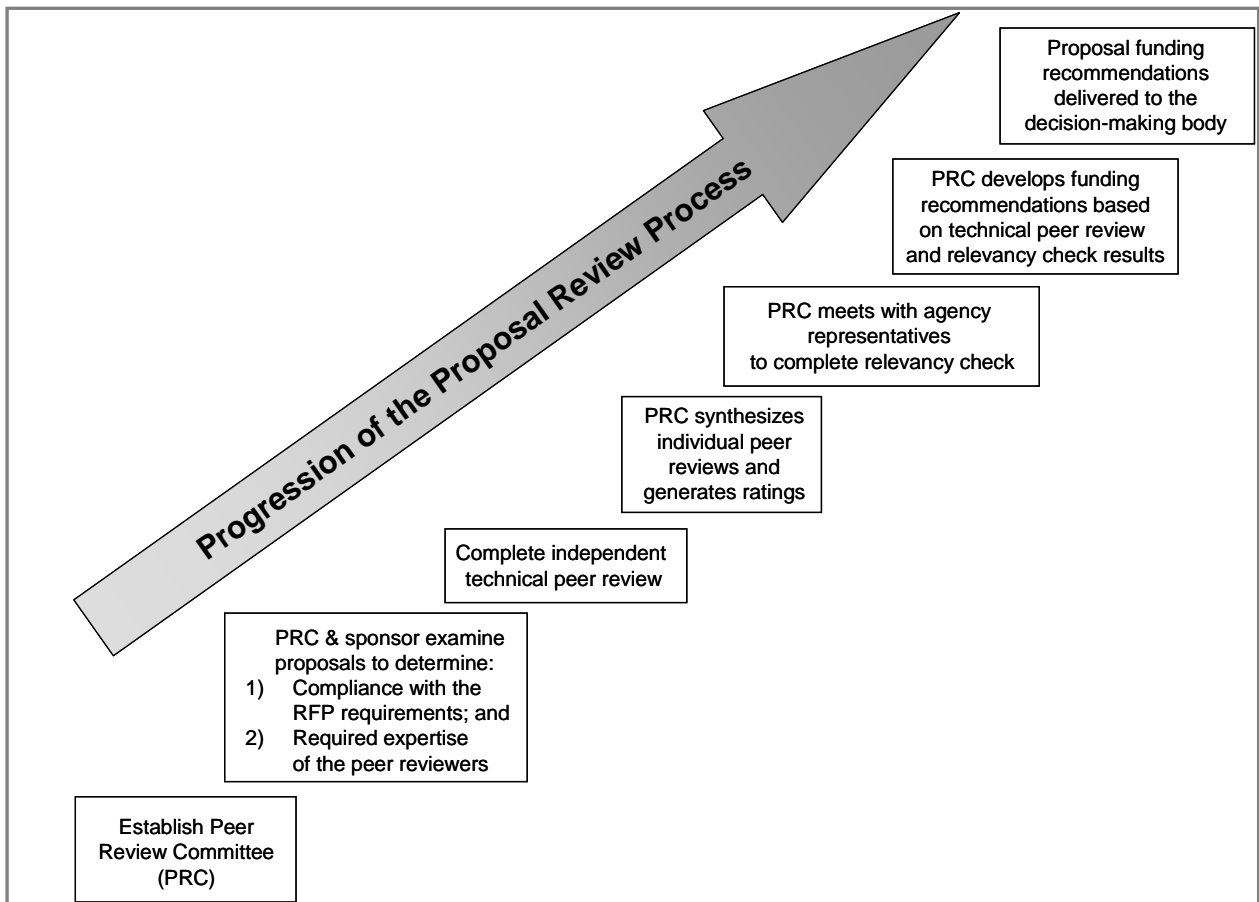 Proposal funding
recommendations
delivered to the
decision-making body
PRC develops funding
recommendations based
on technical peer review
and relevancy check results
PRC meets with agency
representatives
to complete relevancy check
PRC synthesizes
individual peer
reviews and
generates ratings
Complete independent
technical peer review
PRC & sponsor examine
proposals to determine:
1) Compliance with the
RFP requirements; and
2) Required expertise
of the peer reviewers
Establish Peer
Review Committee
(PRC)
Progression of the Proposal Review Process